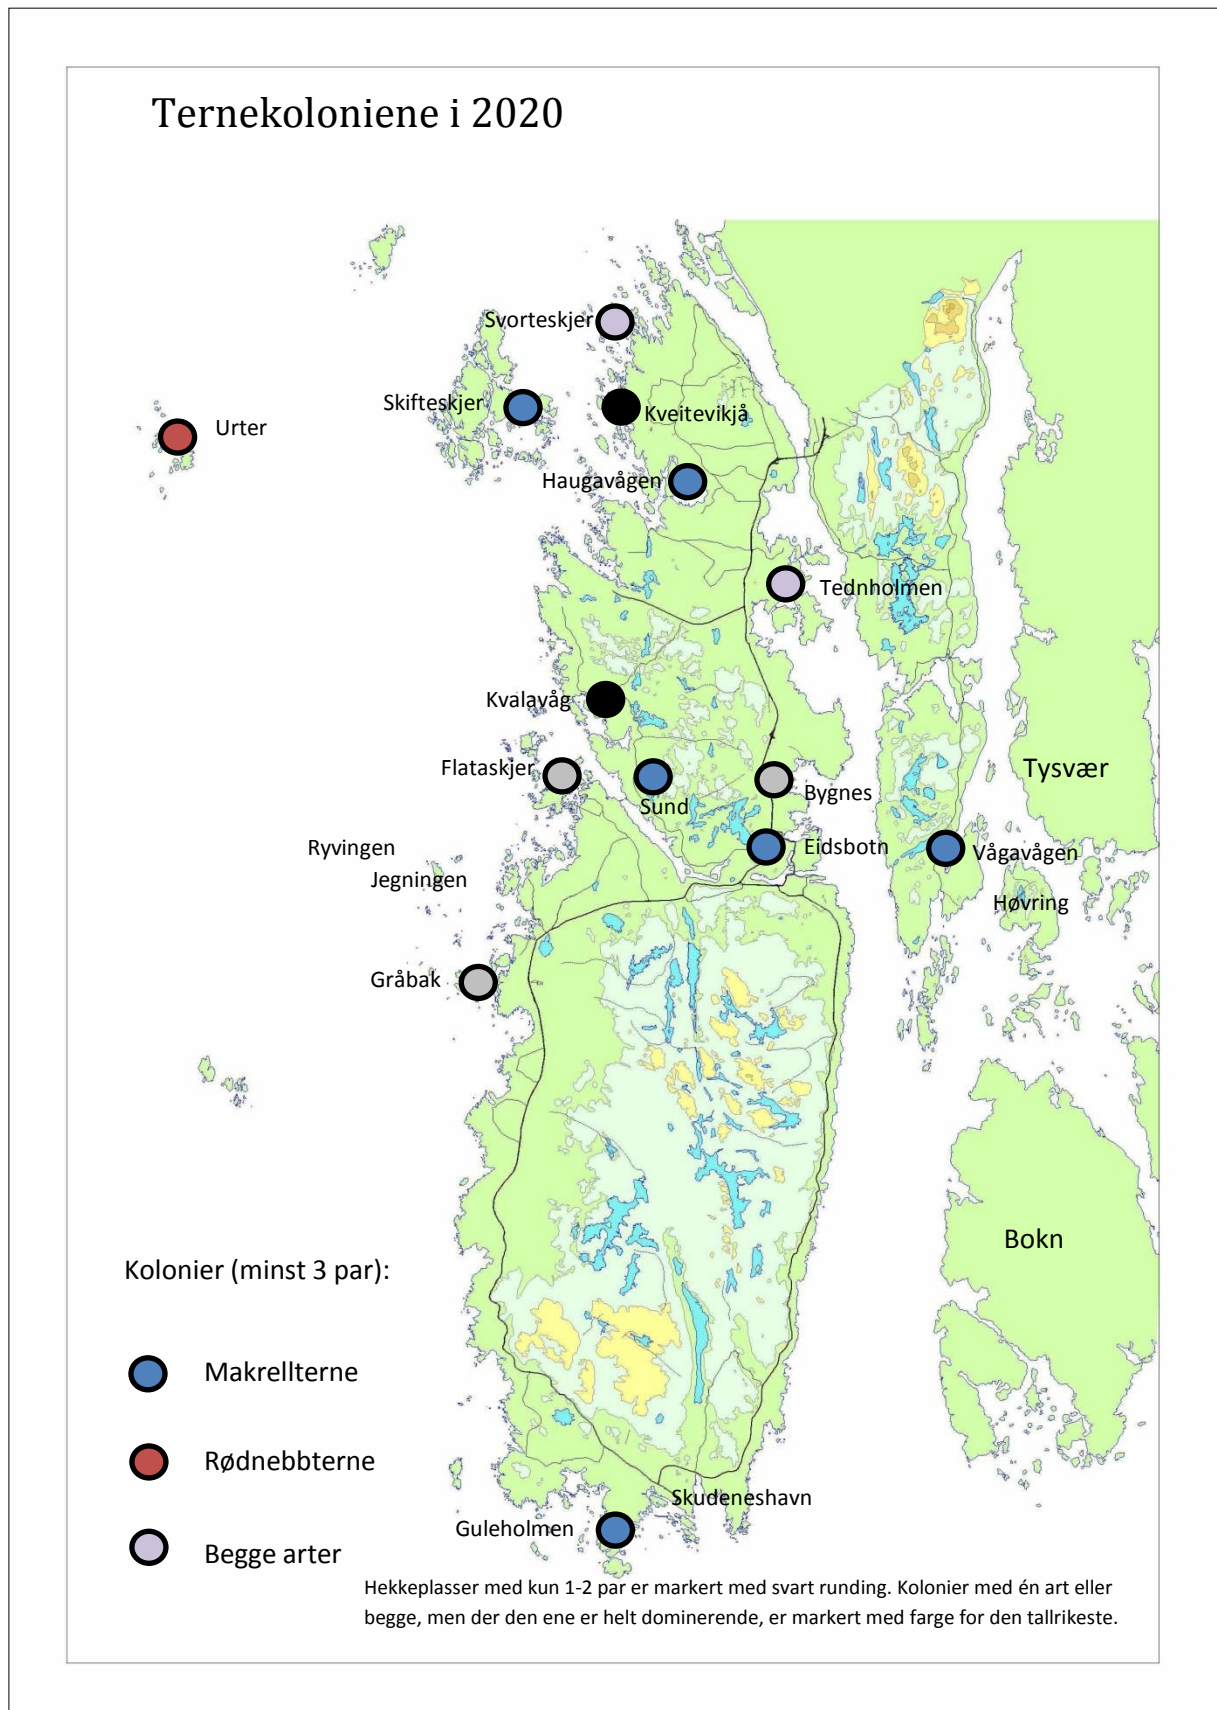 Ternekoloniene i 2020
Svorteskjer
Skifteskjer
Kveitevikjå
Urter
Haugavågen
Tednholmen
Kvalavåg
Flataskjer
Tysvær
Sund
Bygnes
Eidsbotn
Vågavågen
Ryvingen
Jegningen
Høvring
Gråbak
Bokn
Kolonier (minst 3 par):
Makrellterne
Rødnebbterne
Begge arter
Skudeneshavn
Guleholmen
Hekkeplasser med kun 1-2 par er markert med svart runding. Kolonier med én art eller
begge, men der den ene er helt dominerende, er markert med farge for den tallrikeste.